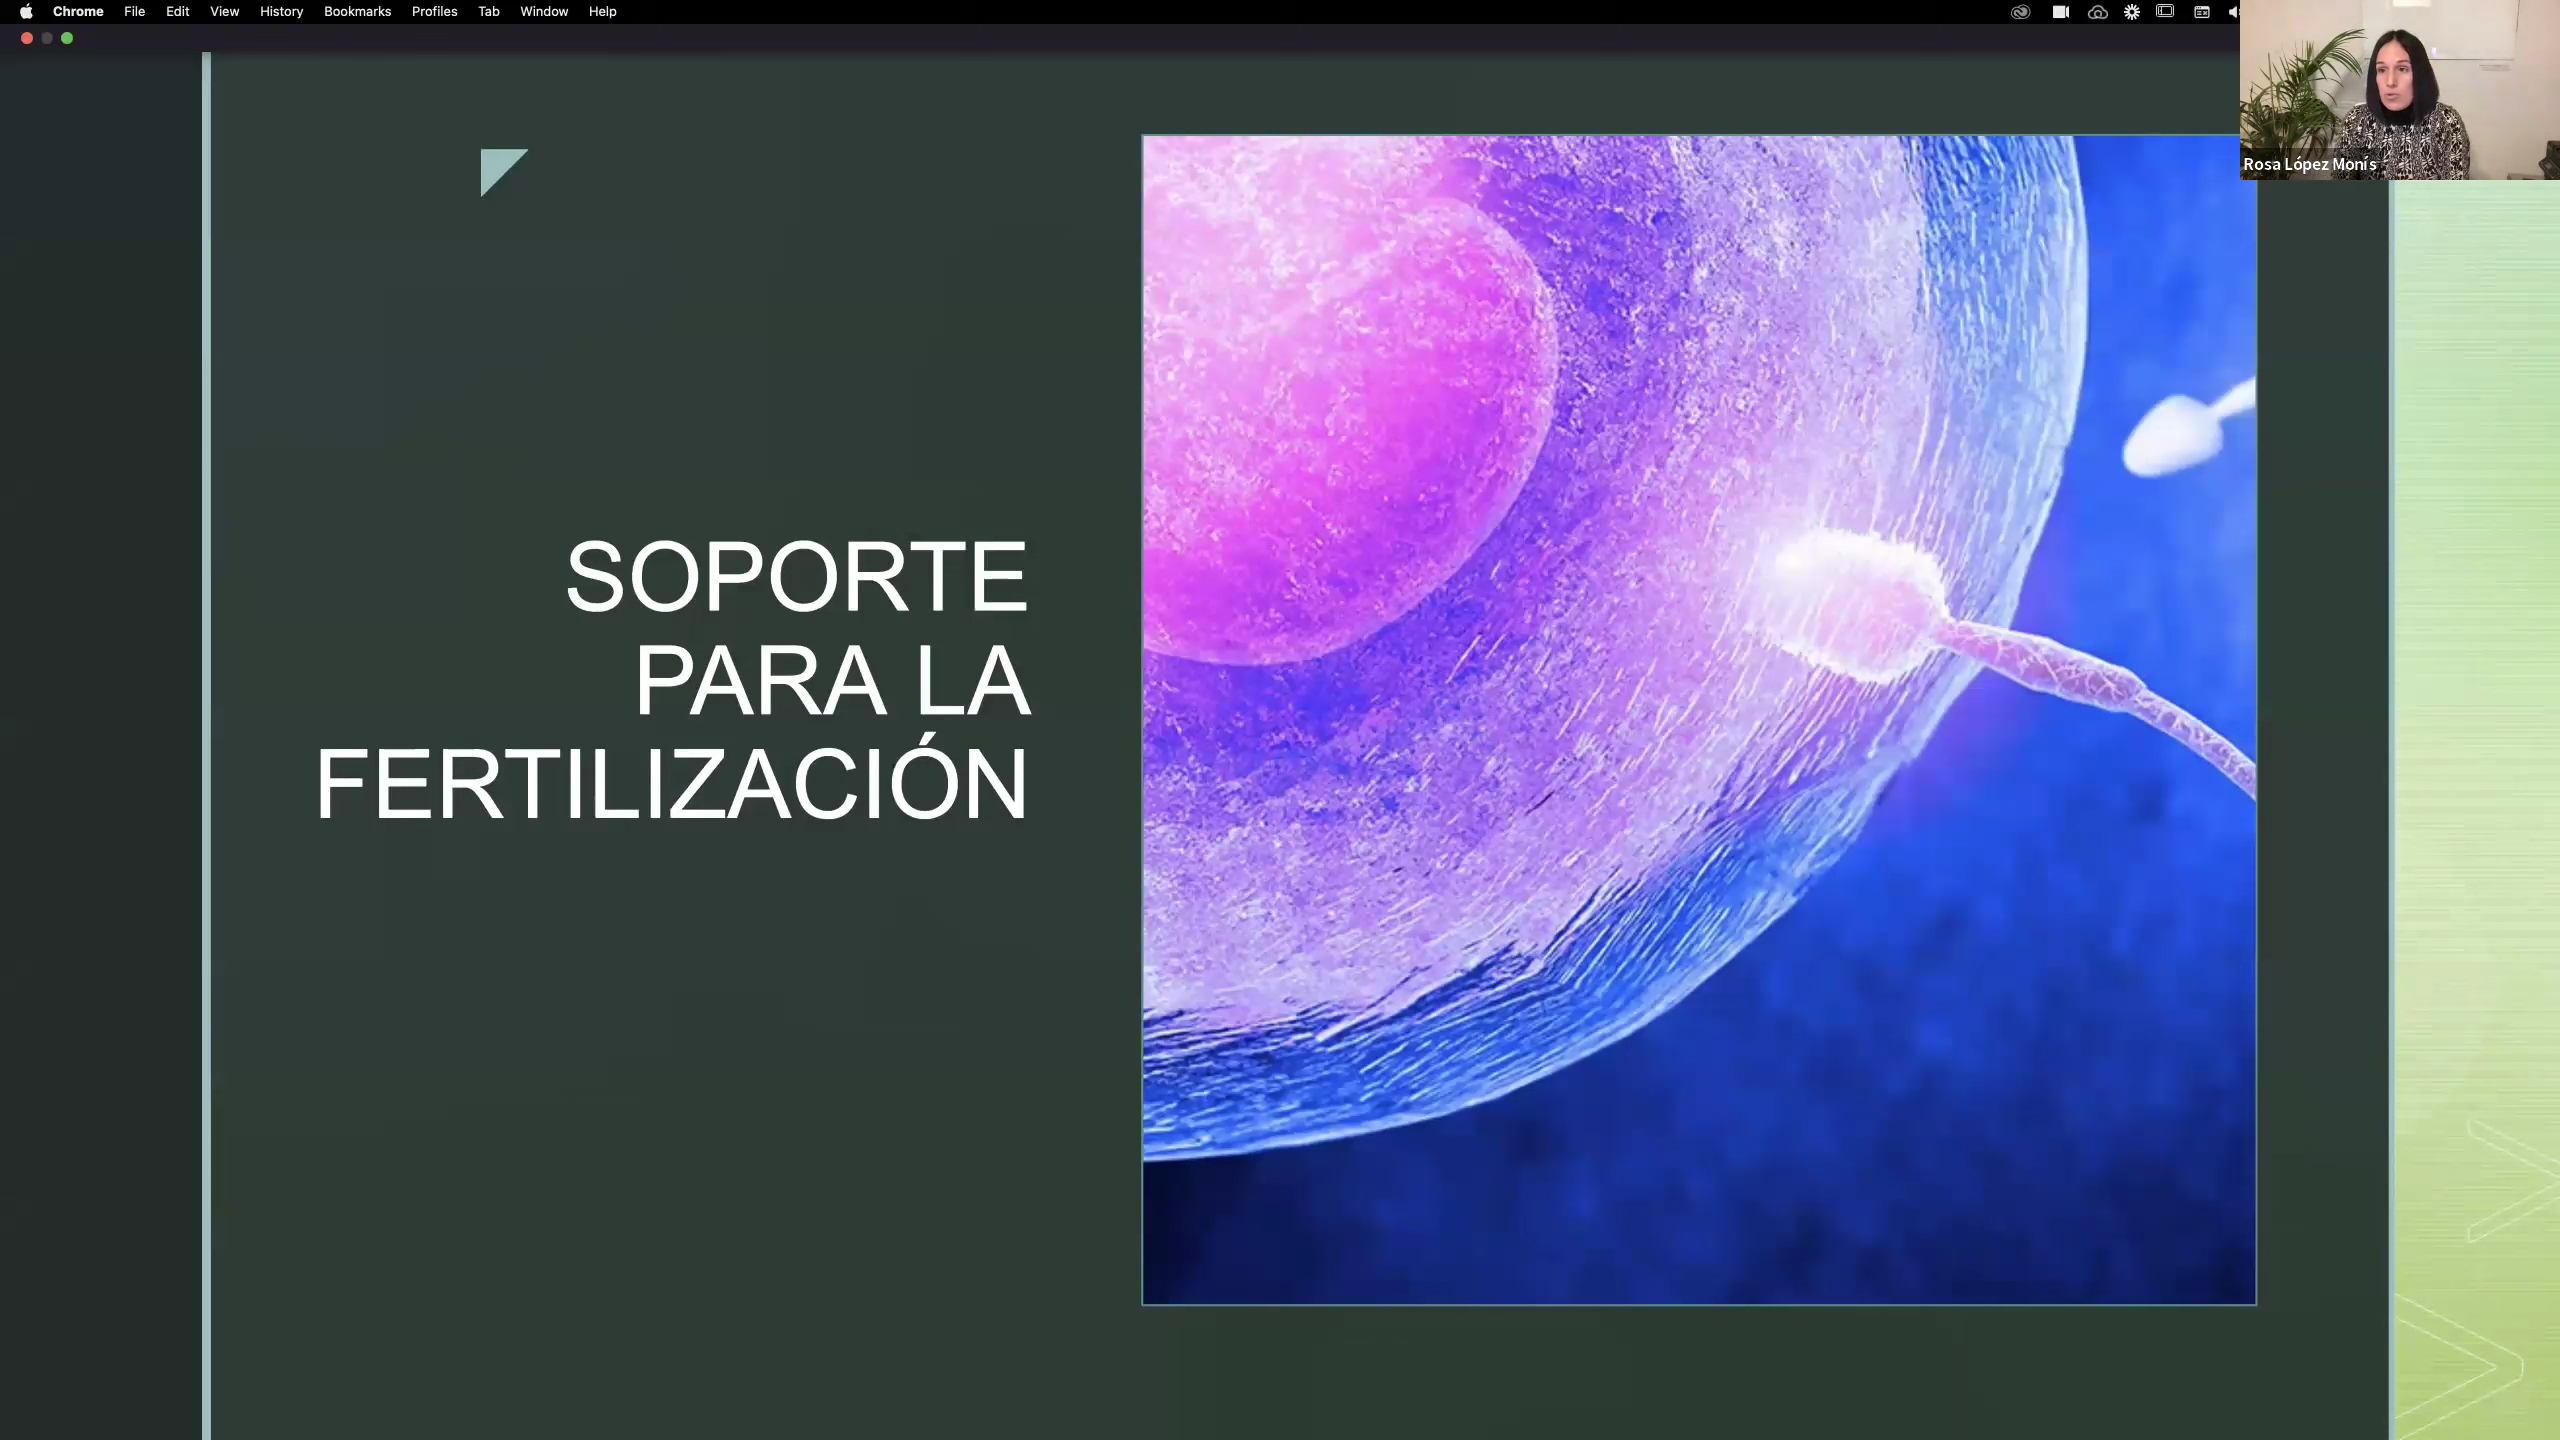 Chrome File Edit View History Bookmarks Profiles Tab Window Help
Rosa López Monís
SOPORTE
PARA LA
FERTILIZACIÓN